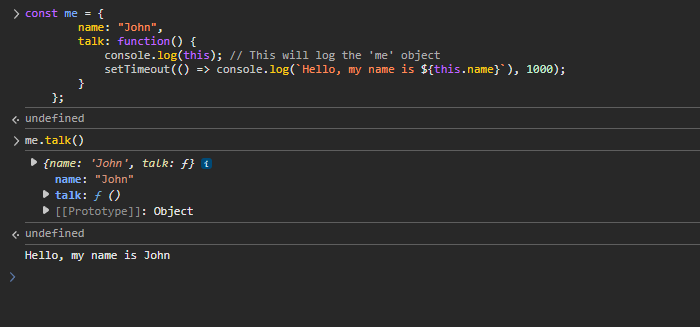 const me = {
name: "John",
talk: function() {
console.log(this); // This will log the 'me' object
setTimeout(() => console.log(`Hello, my name is ${this.name}`), 1000);
}
};
undefined
me.talk()
{name: 'John', talk: ƒ} i
name: "John"
talk: ƒ ()
[[Prototype]]: Object
undefined
Hello, my name is John